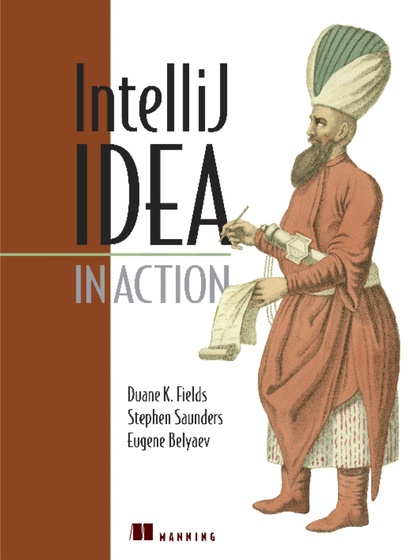 IntelliJ
IDEA
IN ACTION
Duane K. Fields
Stephen Saunders
Eugene Belyaev
MANNING